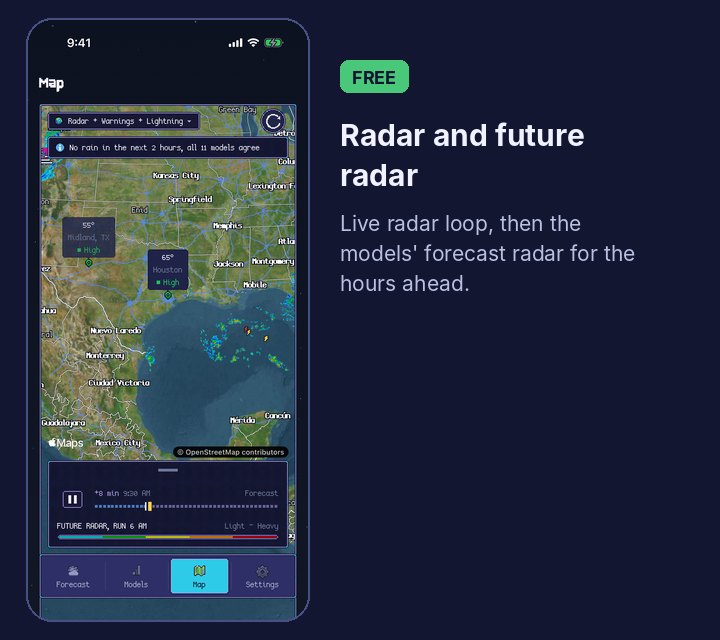 9:41
Map
Green Bay
Radar * Warnings * Lightning
No rain in the next 2 hours, all 11 models agree
Kansas City
Lexington-F
Springfield
Enid
55°
Midland, TX
High
Memphis
Atla
65°
Houston
High
Jackson
Montgomery
Mobile
Nuevo Laredo
Monterrey
Ciudad Victoria
Guadalajara
Mérida
Cancún
Maps
Mexico City
© OpenStreetMap contributors
+8 min 9:30 AM
Forecast
FUTURE RADAR, RUN 6 AM
Light – Heavy
Forecast
Models
Map
Settings
FREE
Radar and future
radar
Live radar loop, then the
models' forecast radar for the
hours ahead.